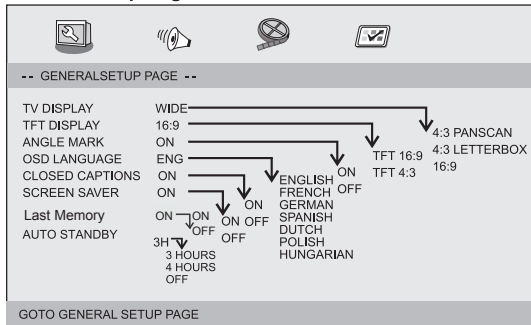 -- GENERALSETUP PAGE --
TV DISPLAY WIDE
4:3 PANSCAN
4:3 LETTERBOX
16:9
TFT DISPLAY 16:9
TFT 16:9
TFT 4:3
ANGLE MARK ON
ON
OFF
OSD LANGUAGE ENG
ENGLISH
FRENCH
GERMAN
SPANISH
DUTCH
POLISH
HUNGARIAN
CLOSED CAPTIONS ON
ON
OFF
SCREEN SAVER ON
ON
OFF
Last Memory ON
ON
OFF
AUTO STANDBY 3H
3 HOURS
4 HOURS
OFF
GOTO GENERAL SETUP PAGE